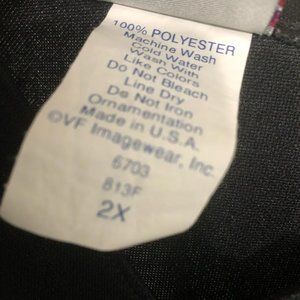 100% POLYESTER
Machine Wash
Cold Water
Wash With
Like Colors
Do Not Bleach
Line Dry
Do Not Iron
Ornamentation
Made in U.S.A.
©VF Imagewear, Inc.
6703
813F
2X